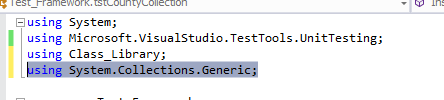 Test_Framework.tstCountyCollection
using System;
using Microsoft.VisualStudio.TestTools.UnitTesting;
using Class_Library;
using System.Collections.Generic;